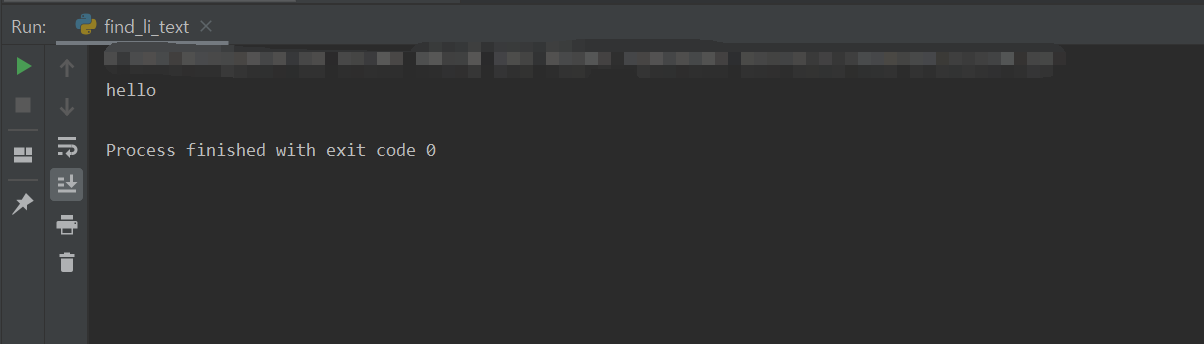 Run: find_li_text
hello
Process finished with exit code 0